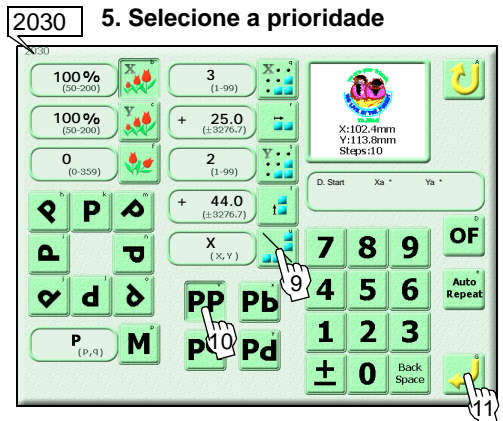 2030
5. Selecione a prioridade
2030
100%
(50-200)
X
3
(1-99)
X:
100%
(50-200)
Y
+ 25.0
(±3276.7)
0
(0-359)
2
(1-99)
Y:
+ 44.0
(±3276.7)
X
(X,Y)
X:102.4mm
Y:113.8mm
Steps:10
D. Start Xa * Ya *
P P P
P P
P d P
P
(P,q)
M
PP Pb
Pd
7 8 9
4 5 6
1 2 3
± 0 Back Space
OF
Auto Repeat
9
10
11